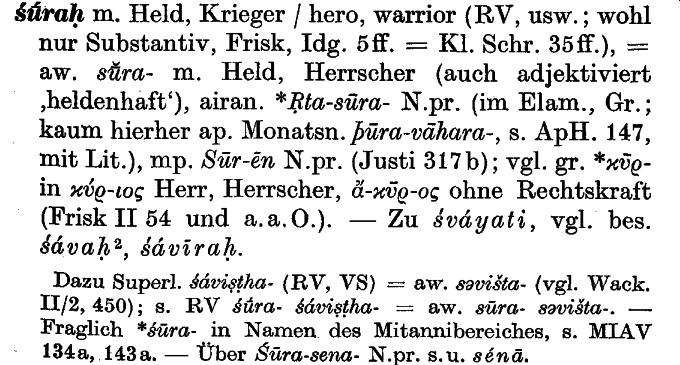 śū́raḥ m. Held, Krieger / hero, warrior (RV, usw.; wohl
nur Substantiv, Frisk, Idg. 5ff. = Kl. Schr. 35ff.), =
aw. sū̆ra- m. Held, Herrscher (auch adjektiviert
‚heldenhaft‘), airan. *Ṛta-sūra- N.pr. (im Elam., Gr.;
kaum hierher ap. Monatsn. ϑūra-vāhara-, s. ApH. 147,
mit Lit.), mp. Sūr-ēn N.pr. (Justi 317b); vgl. gr. *κῡρ-
in κύρ-ιος Herr, Herrscher, ἄ-κῡρ-ος ohne Rechtskraft
(Frisk II 54 und a.a.O.). — Zu śváyati, vgl. bes.
śávaḥ², śávīraḥ.
Dazu Superl. śáviṣṭha- (RV, VS) = aw. səvišta- (vgl. Wack.
II/2, 450); s. RV śū́ra- śáviṣṭha- = aw. sūra- səvišta-. —
Fraglich *śūra- in Namen des Mitannibereiches, s. MIAV
134a, 143a. — Über Śūra-sena- N.pr. s.u. sénā.